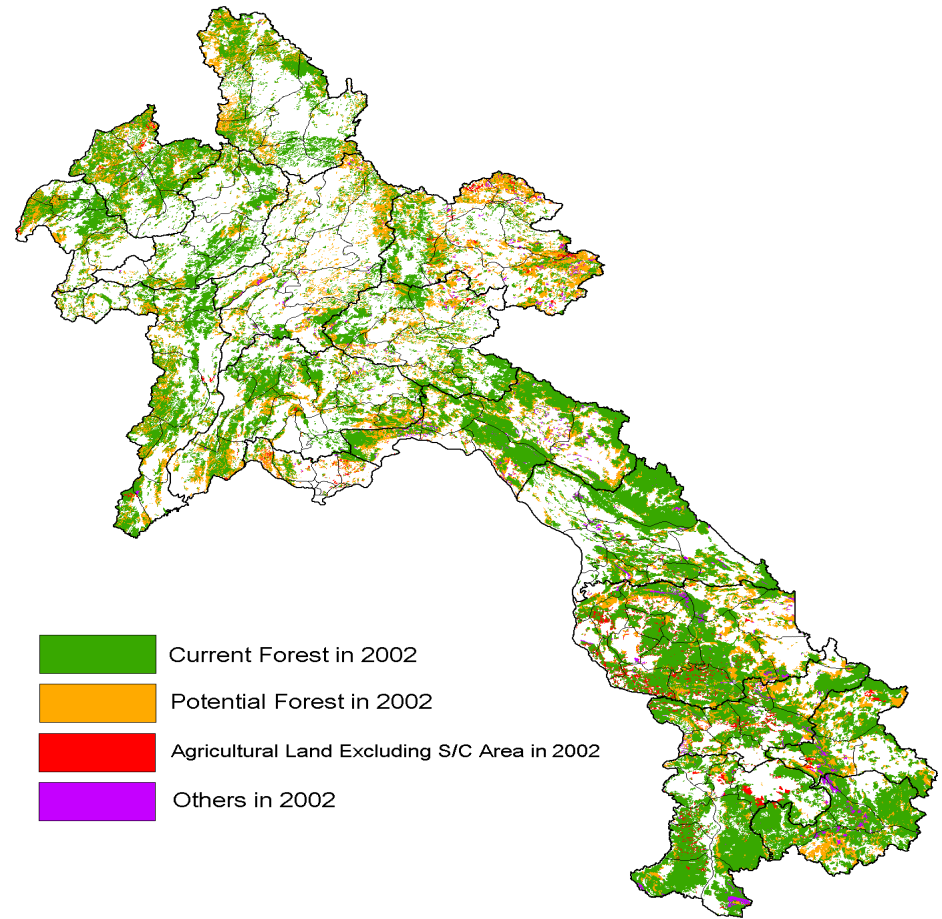 Current Forest in 2002
Potential Forest in 2002
Agricultural Land Excluding S/C Area in 2002
Others in 2002